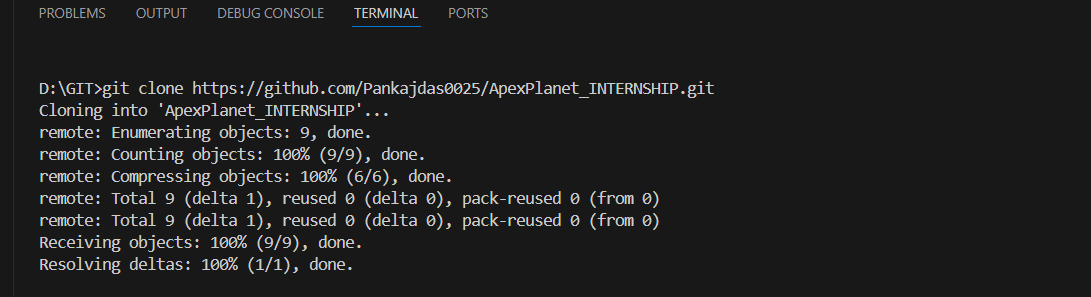 PROBLEMS OUTPUT DEBUG CONSOLE TERMINAL PORTS
D:\GIT>git clone https://github.com/Pankajdas0025/ApexPlanet_INTERNSHIP.git
Cloning into 'ApexPlanet_INTERNSHIP'...
remote: Enumerating objects: 9, done.
remote: Counting objects: 100% (9/9), done.
remote: Compressing objects: 100% (6/6), done.
remote: Total 9 (delta 1), reused 0 (delta 0), pack-reused 0 (from 0)
remote: Total 9 (delta 1), reused 0 (delta 0), pack-reused 0 (from 0)
Receiving objects: 100% (9/9), done.
Resolving deltas: 100% (1/1), done.